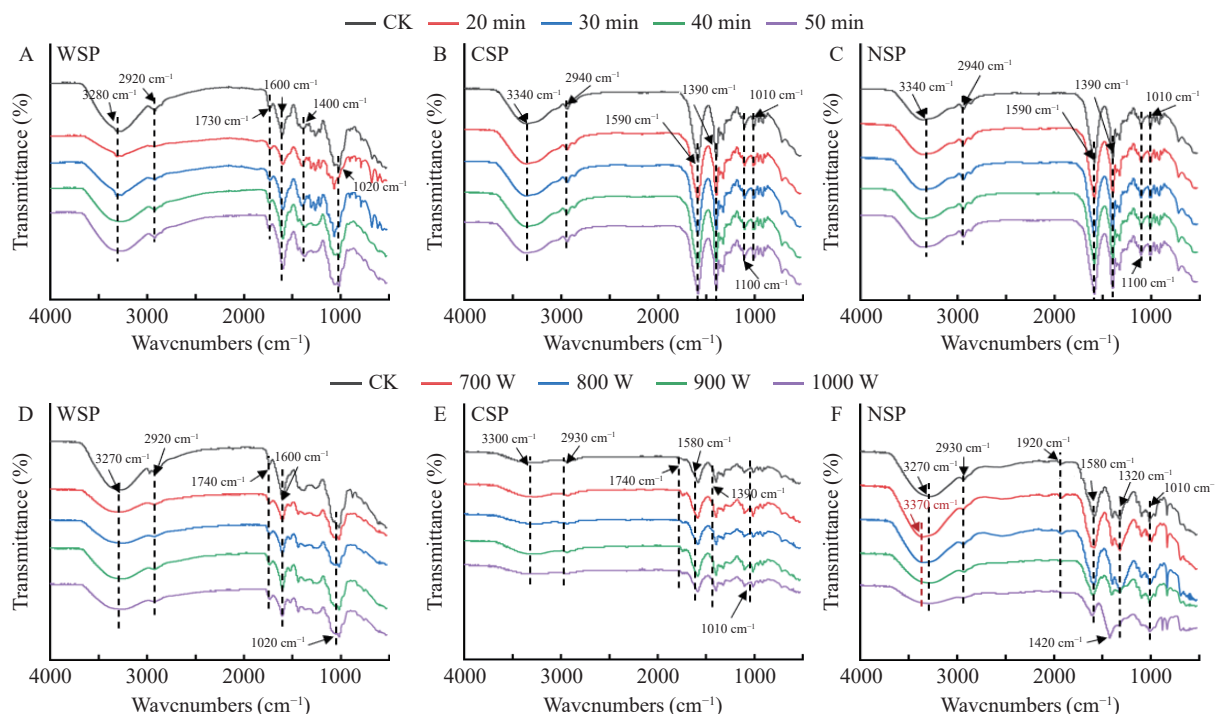 CK 20 min 30 min 40 min 50 min
A WSP
2920 cm⁻¹
3280 cm⁻¹
1600 cm⁻¹
1400 cm⁻¹
1730 cm⁻¹
1020 cm⁻¹
Transmittance (%)
4000 3000 2000 1000
Wavcnumbers (cm⁻¹)
B CSP
2940 cm⁻¹
3340 cm⁻¹
1390 cm⁻¹
1010 cm⁻¹
1590 cm⁻¹
1100 cm⁻¹
Transmittance (%)
4000 3000 2000 1000
Wavcnumbers (cm⁻¹)
C NSP
2940 cm⁻¹
3340 cm⁻¹
1390 cm⁻¹
1010 cm⁻¹
1590 cm⁻¹
1100 cm⁻¹
Transmittance (%)
4000 3000 2000 1000
Wavcnumbers (cm⁻¹)
CK 700 W 800 W 900 W 1000 W
D WSP
2920 cm⁻¹
3270 cm⁻¹
1600 cm⁻¹
1740 cm⁻¹
1020 cm⁻¹
Transmittance (%)
4000 3000 2000 1000
Wavcnumbers (cm⁻¹)
E CSP
3300 cm⁻¹
2930 cm⁻¹
1580 cm⁻¹
1740 cm⁻¹
1390 cm⁻¹
1010 cm⁻¹
Transmittance (%)
4000 3000 2000 1000
Wavcnumbers (cm⁻¹)
F NSP
2930 cm⁻¹
1920 cm⁻¹
3270 cm⁻¹
1580 cm⁻¹
1320 cm⁻¹
1010 cm⁻¹
3370 cm⁻¹
1420 cm⁻¹
Transmittance (%)
4000 3000 2000 1000
Wavcnumbers (cm⁻¹)